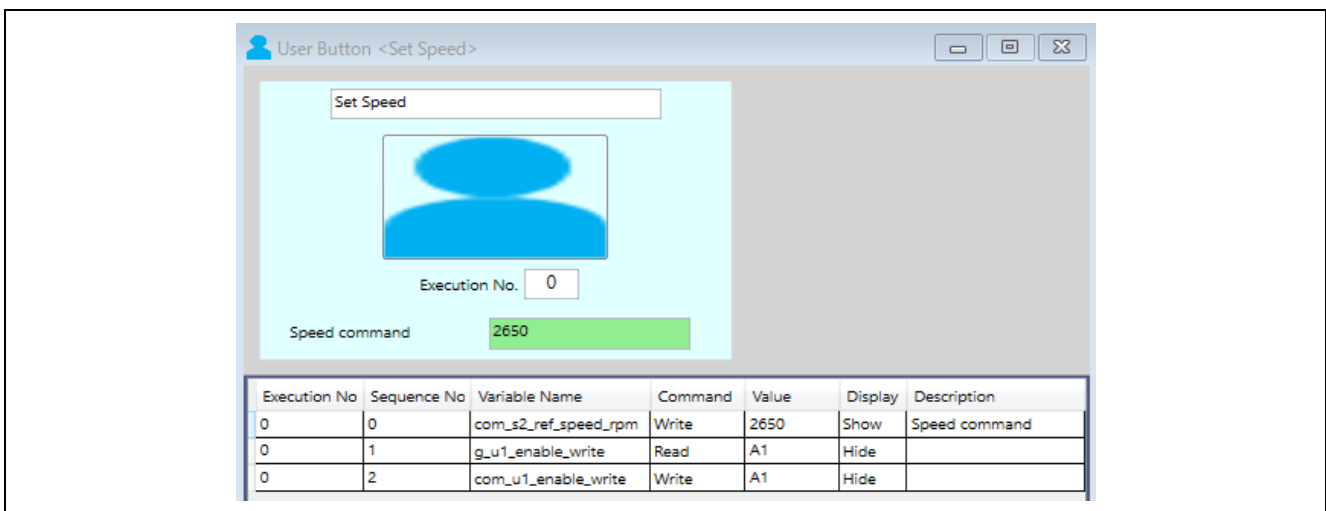 User Button <Set Speed>
Set Speed
Execution No. 0
Speed command 2650
Execution No Sequence No Variable Name Command Value Display Description
0 0 com_s2_ref_speed_rpm Write 2650 Show Speed command
0 1 g_u1_enable_write Read A1 Hide
0 2 com_u1_enable_write Write A1 Hide